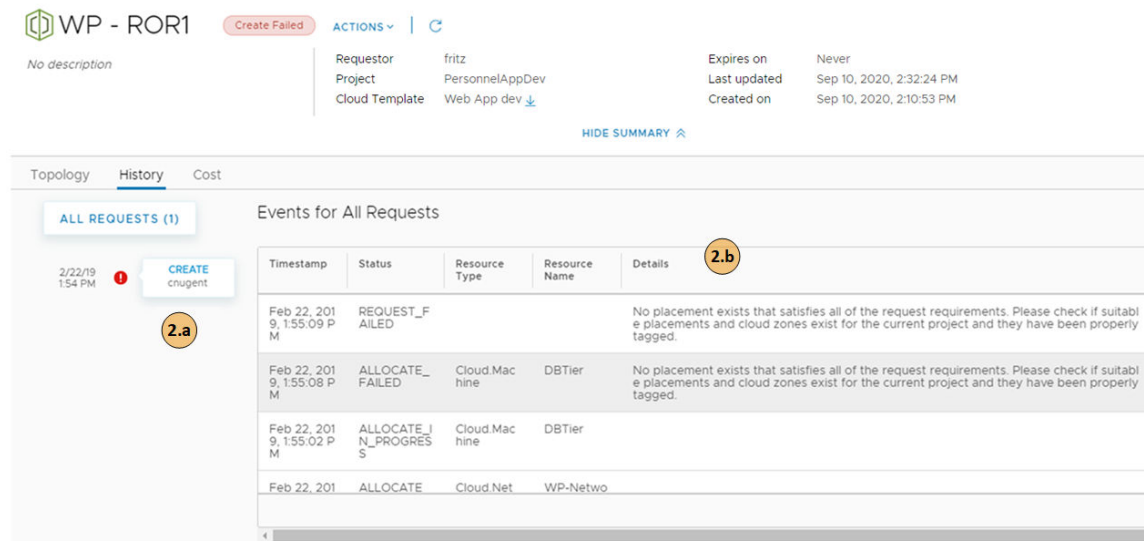 WP - ROR1
Create Failed
ACTIONS
No description
Requestor fritz
Project PersonnelAppDev
Cloud Template Web App dev
Expires on Never
Last updated Sep 10, 2020, 2:32:24 PM
Created on Sep 10, 2020, 2:10:53 PM
HIDE SUMMARY
Topology History Cost
ALL REQUESTS (1)
2/22/19
1:54 PM
CREATE
cnugent
2.a
Events for All Requests
2.b
Timestamp Status Resource Resource Details
Type Name
Feb 22, 201 REQUEST_F No placement exists that satisfies all of the request requirements. Please check if suitabl
9, 1:55:09 P AILED e placements and cloud zones exist for the current project and they have been properly
M tagged.
Feb 22, 201 ALLOCATE_ Cloud.Mac DBTier No placement exists that satisfies all of the request requirements. Please check if suitabl
9, 1:55:08 P FAILED hine e placements and cloud zones exist for the current project and they have been properly
M tagged.
Feb 22, 201 ALLOCATE_I Cloud.Mac DBTier
9, 1:55:02 P N_PROGRES hine
M S
Feb 22, 201 ALLOCATE Cloud.Net WP-Netwo